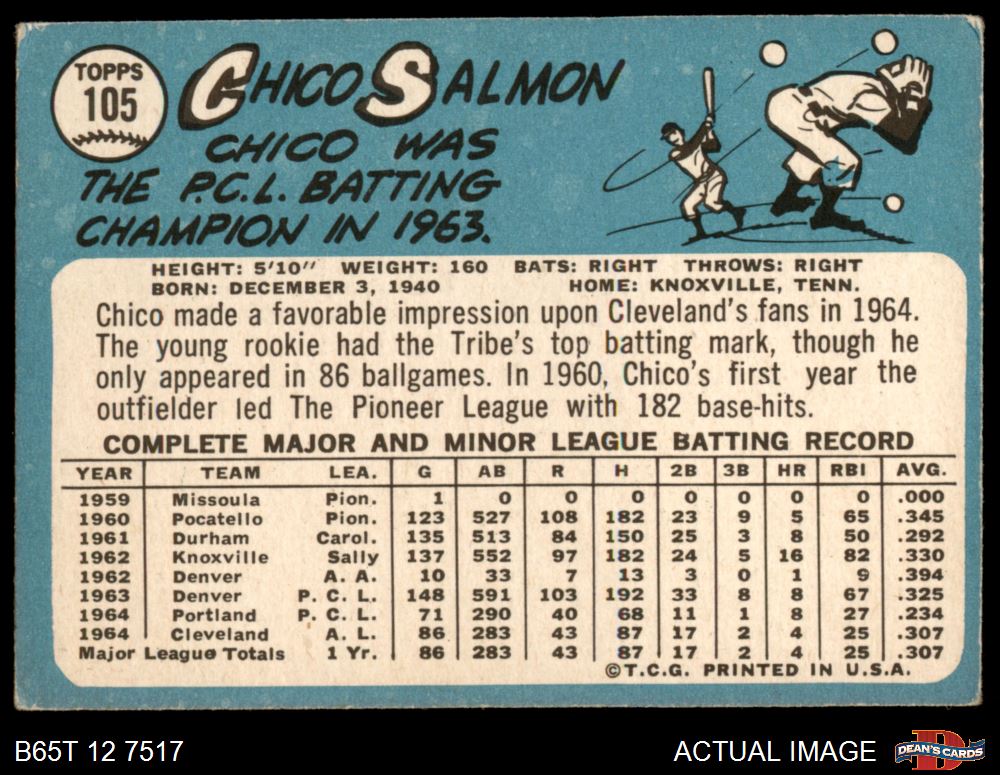 TOPPS
105
CHICO SALMON
CHICO WAS
THE P.C.L. BATTING
CHAMPION IN 1963.
HEIGHT: 5'10" WEIGHT: 160 BATS: RIGHT THROWS: RIGHT
BORN: DECEMBER 3, 1940 HOME: KNOXVILLE, TENN.
Chico made a favorable impression upon Cleveland's fans in 1964.
The young rookie had the Tribe's top batting mark, though he
only appeared in 86 ballgames. In 1960, Chico's first year the
outfielder led The Pioneer League with 182 base-hits.
COMPLETE MAJOR AND MINOR LEAGUE BATTING RECORD
YEAR TEAM LEA. G AB R H 2B 3B HR RBI AVG.
1959 Missoula Pion. 1 0 0 0 0 0 0 0 .000
1960 Pocatello Pion. 123 527 108 182 23 9 5 65 .345
1961 Durham Carol. 135 513 84 150 25 3 8 50 .292
1962 Knoxville Sally 137 552 97 182 24 5 16 82 .330
1962 Denver A. A. 10 33 7 13 3 0 1 9 .394
1963 Denver P. C. L. 148 591 103 192 33 8 8 67 .325
1964 Portland P. C. L. 71 290 40 68 11 1 8 27 .234
1964 Cleveland A. L. 86 283 43 87 17 2 4 25 .307
Major League Totals 1 Yr. 86 283 43 87 17 2 4 25 .307
©T.C.G. PRINTED IN U.S.A.
B65T 12 7517 ACTUAL IMAGE DEAN'S CARDS